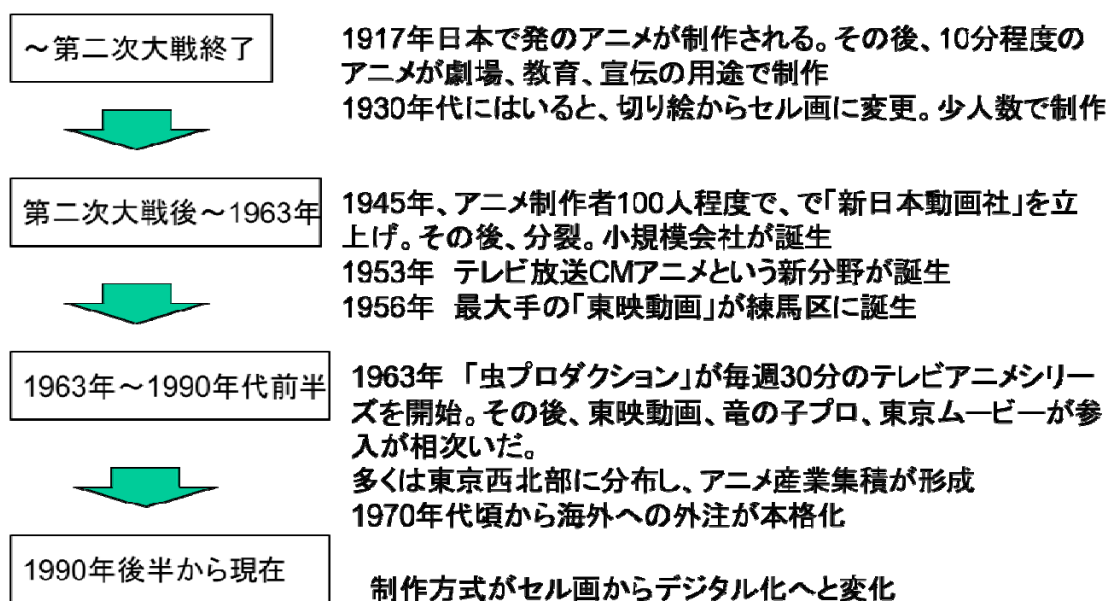 ～第二次大戦終了
1917年日本で発のアニメが制作される。その後、10分程度の
アニメが劇場、教育、宣伝の用途で制作
1930年代にはいると、切り絵からセル画に変更。少人数で制作
第二次大戦後～1963年
1945年、アニメ制作者100人程度で、で「新日本動画社」を立
上げ。その後、分裂。小規模会社が誕生
1953年 テレビ放送CMアニメという新分野が誕生
1956年 最大手の「東映動画」が練馬区に誕生
1963年～1990年代前半
1963年 「虫プロダクション」が毎週30分のテレビアニメシリー
ズを開始。その後、東映動画、竜の子プロ、東京ムービーが参
入が相次いだ。
多くは東京西北部に分布し、アニメ産業集積が形成
1970年代頃から海外への外注が本格化
1990年後半から現在
制作方式がセル画からデジタル化へと変化